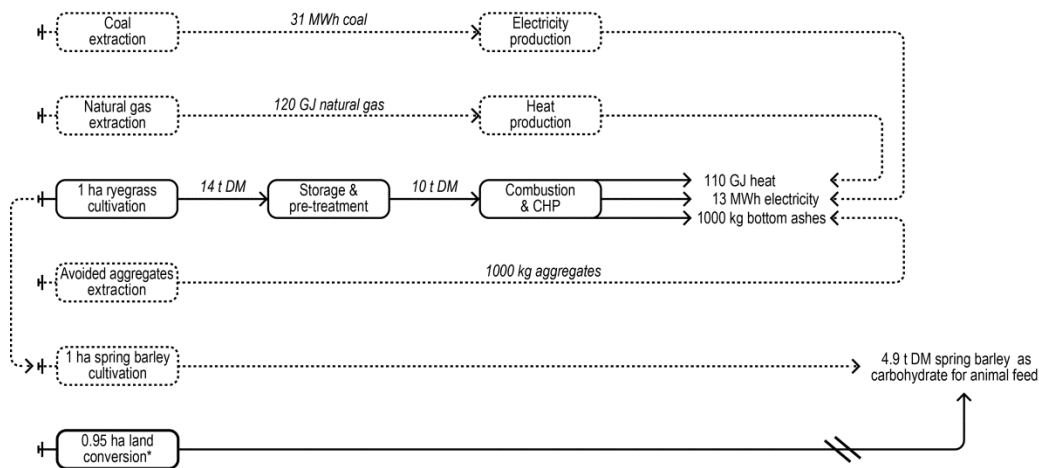 Coal
extraction
31 MWh coal
Electricity
production
Natural gas
extraction
120 GJ natural gas
Heat
production
1 ha ryegrass
cultivation
14 t DM
Storage &
pre-treatment
10 t DM
Combustion
& CHP
110 GJ heat
13 MWh electricity
1000 kg bottom ashes
Avoided aggregates
extraction
1000 kg aggregates
1 ha spring barley
cultivation
4.9 t DM spring barley as
carbohydrate for animal feed
0.95 ha land
conversion*